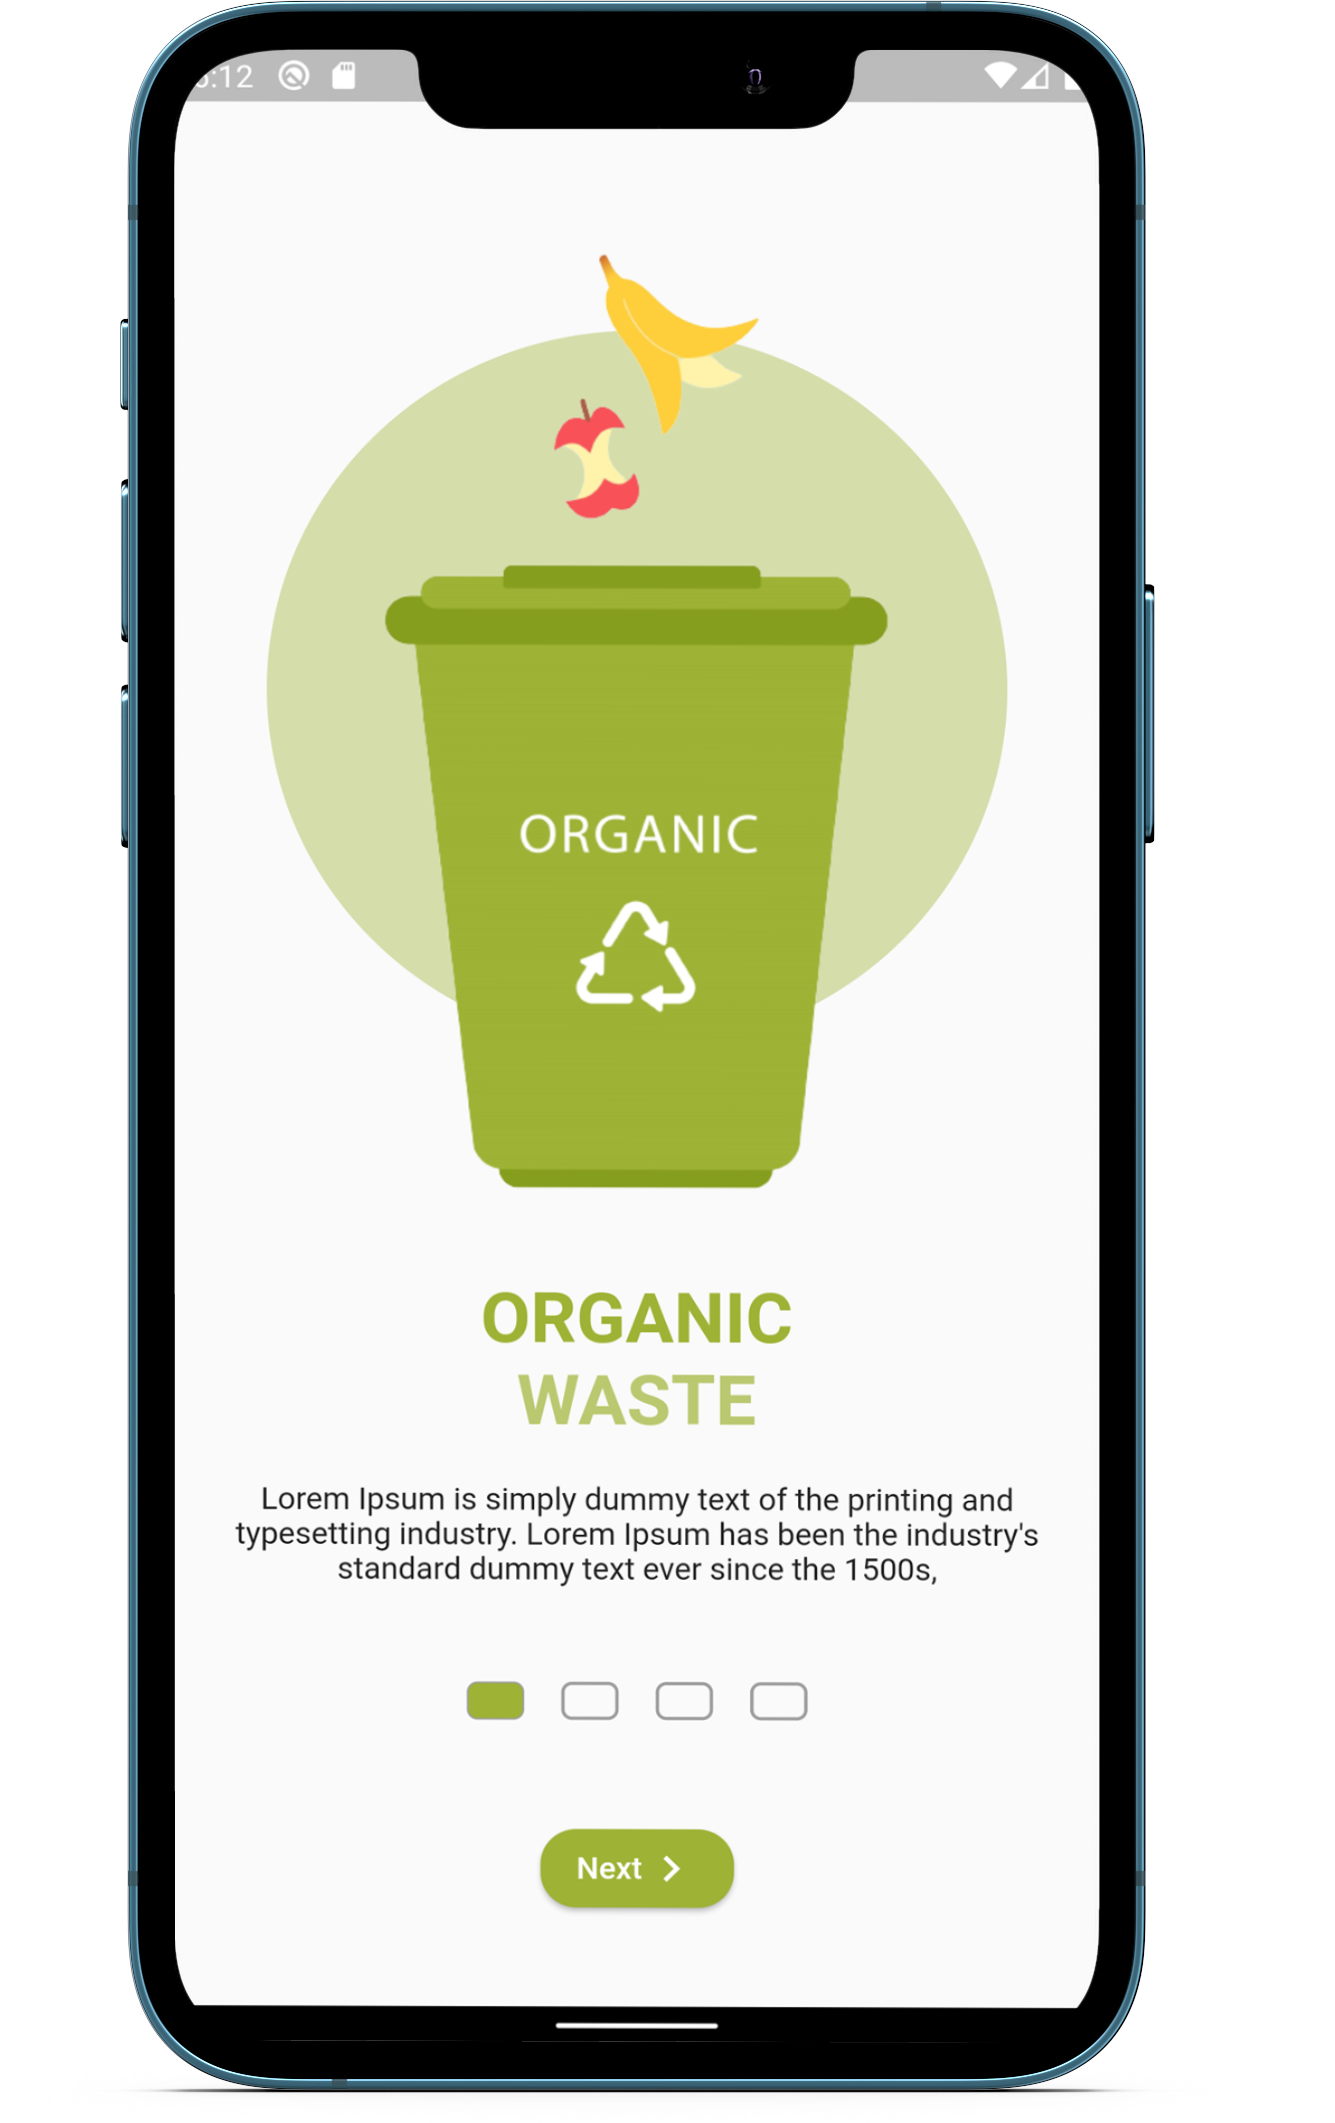 :12
ORGANIC
ORGANIC
WASTE
Lorem Ipsum is simply dummy text of the printing and
typesetting industry. Lorem Ipsum has been the industry's
standard dummy text ever since the 1500s,
Next